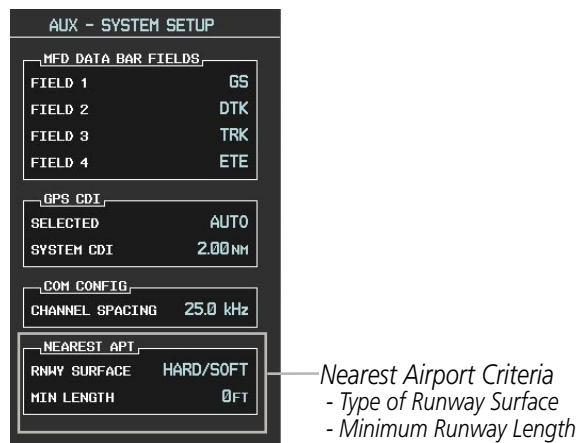 AUX - SYSTEM SETUP
MFD DATA BAR FIELDS
FIELD 1 GS
FIELD 2 DTK
FIELD 3 TRK
FIELD 4 ETE
GPS CDI
SELECTED AUTO
SYSTEM CDI 2.00NM
COM CONFIG
CHANNEL SPACING 25.0 kHz
NEAREST APT
RNWY SURFACE HARD/SOFT
MIN LENGTH 0FT
Nearest Airport Criteria
- Type of Runway Surface
- Minimum Runway Length